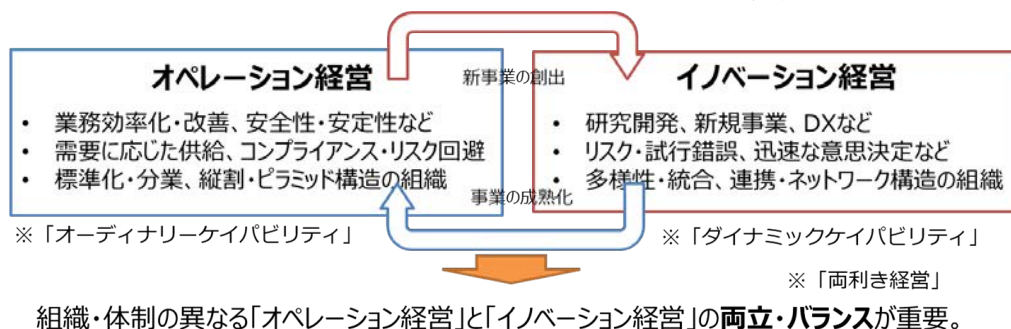 オペレーション経営
・ 業務効率化・改善、安全性・安定性など
・ 需要に応じた供給、コンプライアンス・リスク回避
・ 標準化・分業、縦割・ピラミッド構造の組織
新事業の創出
事業の成熟化
イノベーション経営
・ 研究開発、新規事業、DXなど
・ リスク・試行錯誤、迅速な意思決定など
・ 多様性・統合、連携・ネットワーク構造の組織
※「オーディナリーケイパビリティ」
※「ダイナミックケイパビリティ」
※「両利き経営」
組織・体制の異なる「オペレーション経営」と「イノベーション経営」の両立・バランスが重要。